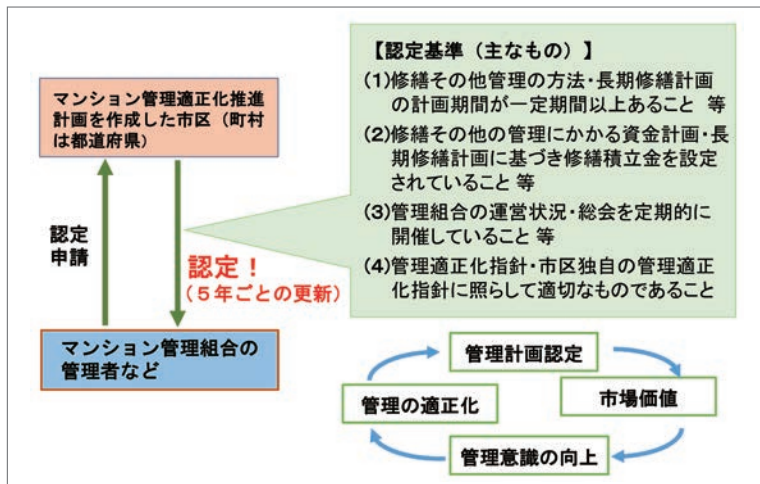 マンション管理適正化推進
計画を作成した市区（町村
は都道府県）
認定
申請
認定！
（５年ごとの更新）
マンション管理組合の
管理者など
【認定基準（主なもの）】
(1)修繕その他管理の方法・長期修繕計画
の計画期間が一定期間以上あること 等
(2)修繕その他の管理にかかる資金計画・長
期修繕計画に基づき修繕積立金を設定
されていること 等
(3)管理組合の運営状況・総会を定期的に
開催していること 等
(4)管理適正化指針・市区独自の管理適正
化指針に照らして適切なものであること
管理計画認定
市場価値
管理意識の向上
管理の適正化